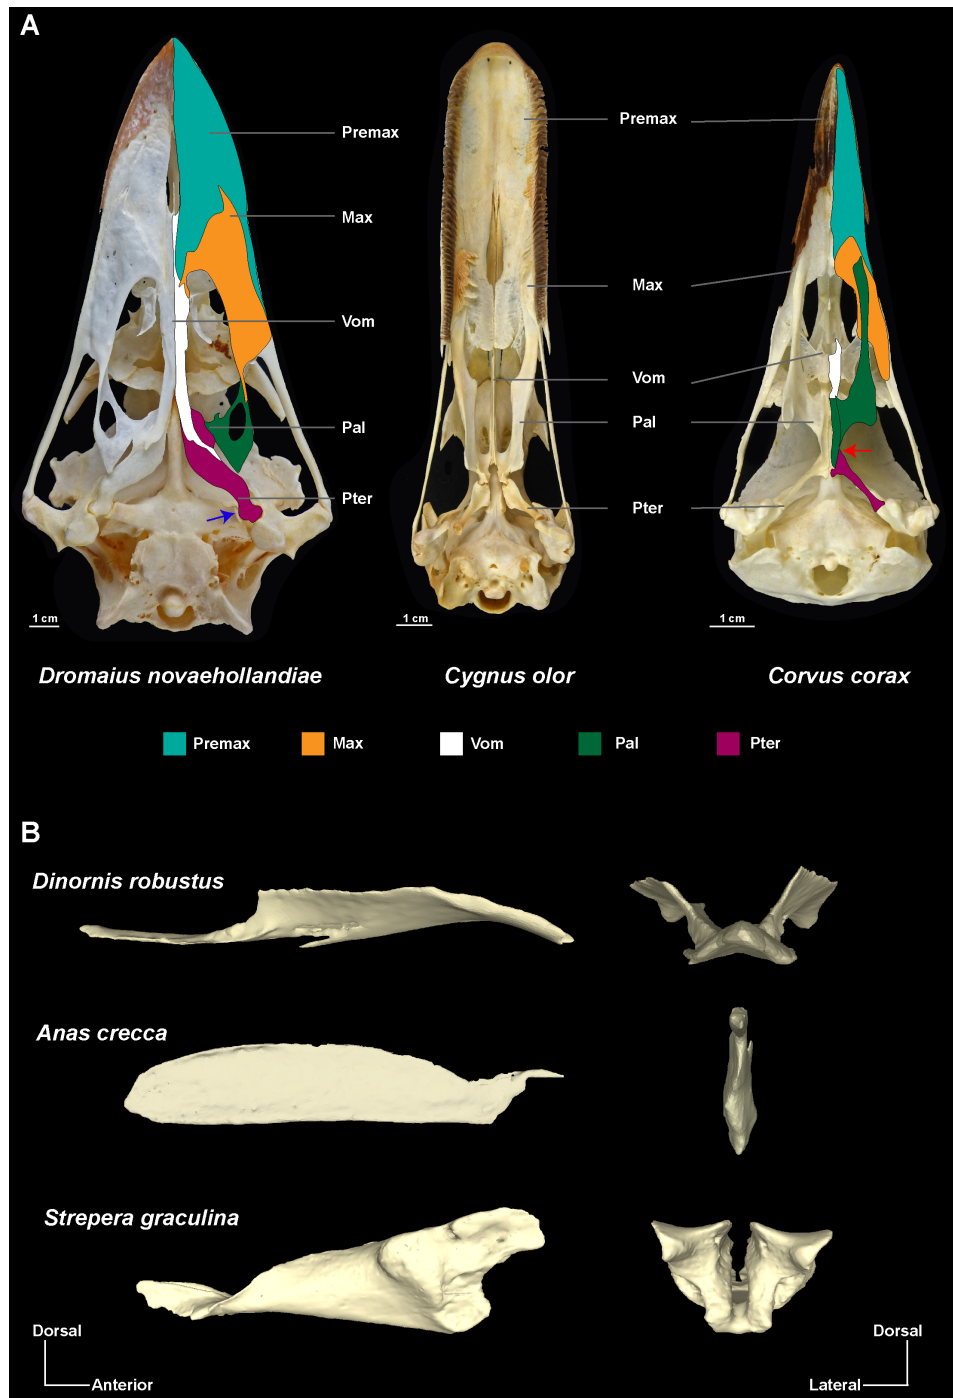 A
Premax
Max
Vom
Pal
Pter
1 cm
Dromaius novaehollandiae
Premax
Max
Vom
Pal
Pter
1 cm
Cygnus olor
1 cm
Corvus corax
Premax
Max
Vom
Pal
Pter
B
Dinornis robustus
Anas crecca
Strepera graculina
Dorsal
Anterior
Dorsal
Lateral